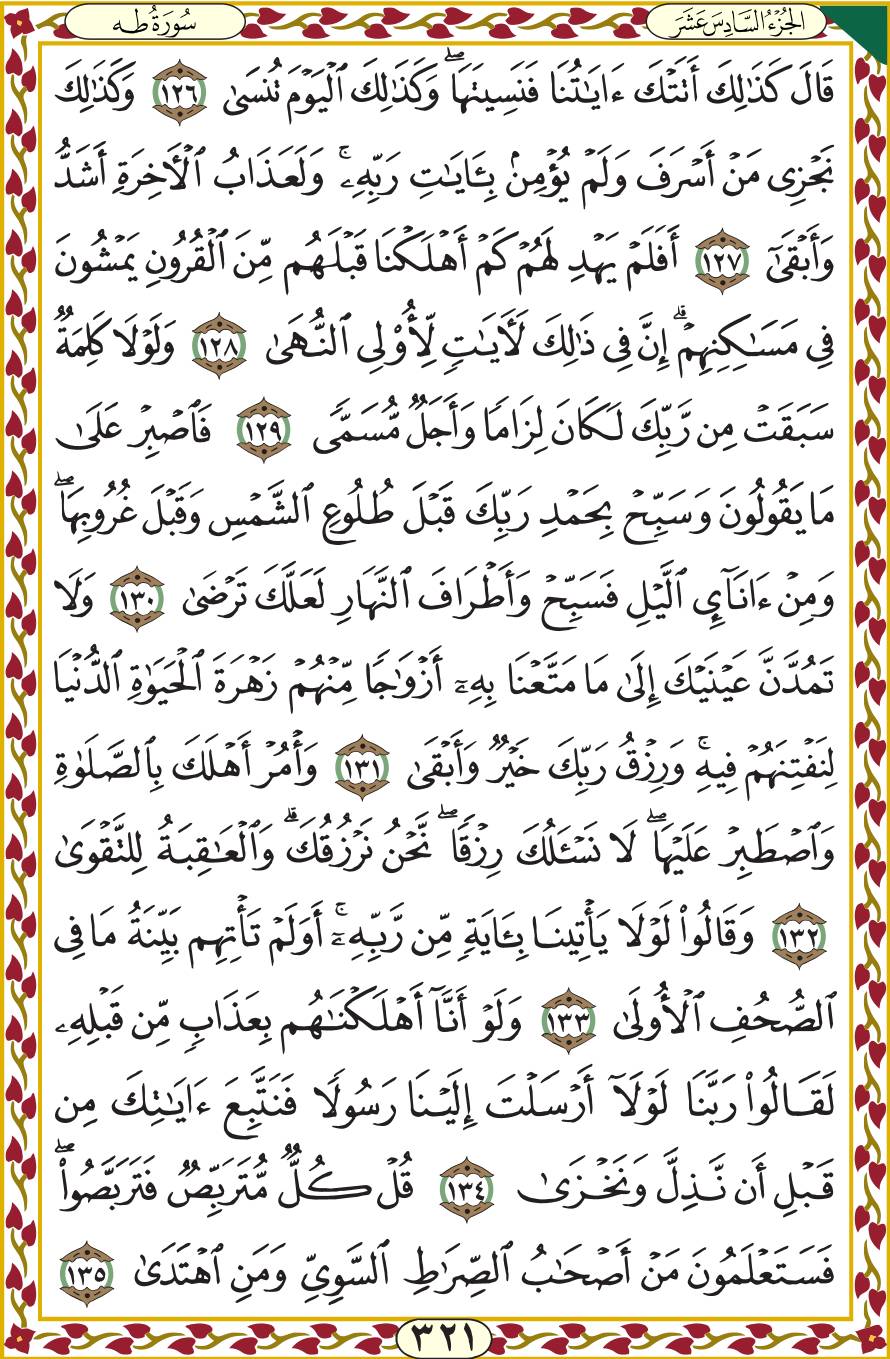 الجُزْءُ السَّادِسَ عَشَرَ
سُورَةُ طه
قَالَ كَذَٰلِكَ أَتَتْكَ ءَايَٰتُنَا فَنَسِيتَهَاۖ وَكَذَٰلِكَ ٱلْيَوْمَ تُنسَىٰ ١٢٦ وَكَذَٰلِكَ
نَجْزِى مَنْ أَسْرَفَ وَلَمْ يُؤْمِنۢ بِـَٔايَٰتِ رَبِّهِۦۚ وَلَعَذَابُ ٱلْأَخِرَةِ أَشَدُّ
وَأَبْقَىٰٓ ١٢٧ أَفَلَمْ يَهْدِ لَهُمْ كَمْ أَهْلَكْنَا قَبْلَهُم مِّنَ ٱلْقُرُونِ يَمْشُونَ
فِى مَسَٰكِنِهِمْۗ إِنَّ فِى ذَٰلِكَ لَأَيَٰتٍ لِّأُو۟لِى ٱلنُّهَىٰ ١٢٨ وَلَوْلَا كَلِمَةٌ
سَبَقَتْ مِن رَّبِّكَ لَكَانَ لِزَامًا وَأَجَلٌ مُّسَمًّى ١٢٩ فَٱصْبِرْ عَلَىٰ
مَا يَقُولُونَ وَسَبِّحْ بِحَمْدِ رَبِّكَ قَبْلَ طُلُوعِ ٱلشَّمْسِ وَقَبْلَ غُرُوبِهَاۖ
وَمِنْ ءَانَآئِ ٱلَّيْلِ فَسَبِّحْ وَأَطْرَافَ ٱلنَّهَارِ لَعَلَّكَ تَرْضَىٰ ١٣٠ وَلَا
تَمُدَّنَّ عَيْنَيْكَ إِلَىٰ مَا مَتَّعْنَا بِهِۦٓ أَزْوَٰجًا مِّنْهُمْ زَهْرَةَ ٱلْحَيَوٰةِ ٱلدُّنْيَا
لِنَفْتِنَهُمْ فِيهِۚ وَرِزْقُ رَبِّكَ خَيْرٌ وَأَبْقَىٰ ١٣١ وَأْمُرْ أَهْلَكَ بِٱلصَّلَوٰةِ
وَٱصْطَبِرْ عَلَيْهَاۖ لَا نَسْـَٔلُكَ رِزْقًاۖ نَّحْنُ نَرْزُقُكَۗ وَٱلْعَٰقِبَةُ لِلتَّقْوَىٰ
١٣٢ وَقَالُوا۟ لَوْلَا يَأْتِينَا بِـَٔايَةٍ مِّن رَّبِّهِۦٓۚ أَوَلَمْ تَأْتِهِم بَيِّنَةُ مَا فِى
ٱلصُّحُفِ ٱلْأُولَىٰ ١٣٣ وَلَوْ أَنَّآ أَهْلَكْنَٰهُم بِعَذَابٍ مِّن قَبْلِهِۦ
لَقَالُوا۟ رَبَّنَا لَوْلَآ أَرْسَلْتَ إِلَيْنَا رَسُولًا فَنَتَّبِعَ ءَايَٰتِكَ مِن
قَبْلِ أَن نَّذِلَّ وَنَخْزَىٰ ١٣٤ قُلْ كُلٌّ مُّتَرَبِّصٌ فَتَرَبَّصُوا۟ۖ
فَسَتَعْلَمُونَ مَنْ أَصْحَٰبُ ٱلصِّرَٰطِ ٱلسَّوِىِّ وَمَنِ ٱهْتَدَىٰ ١٣٥
٣٢١